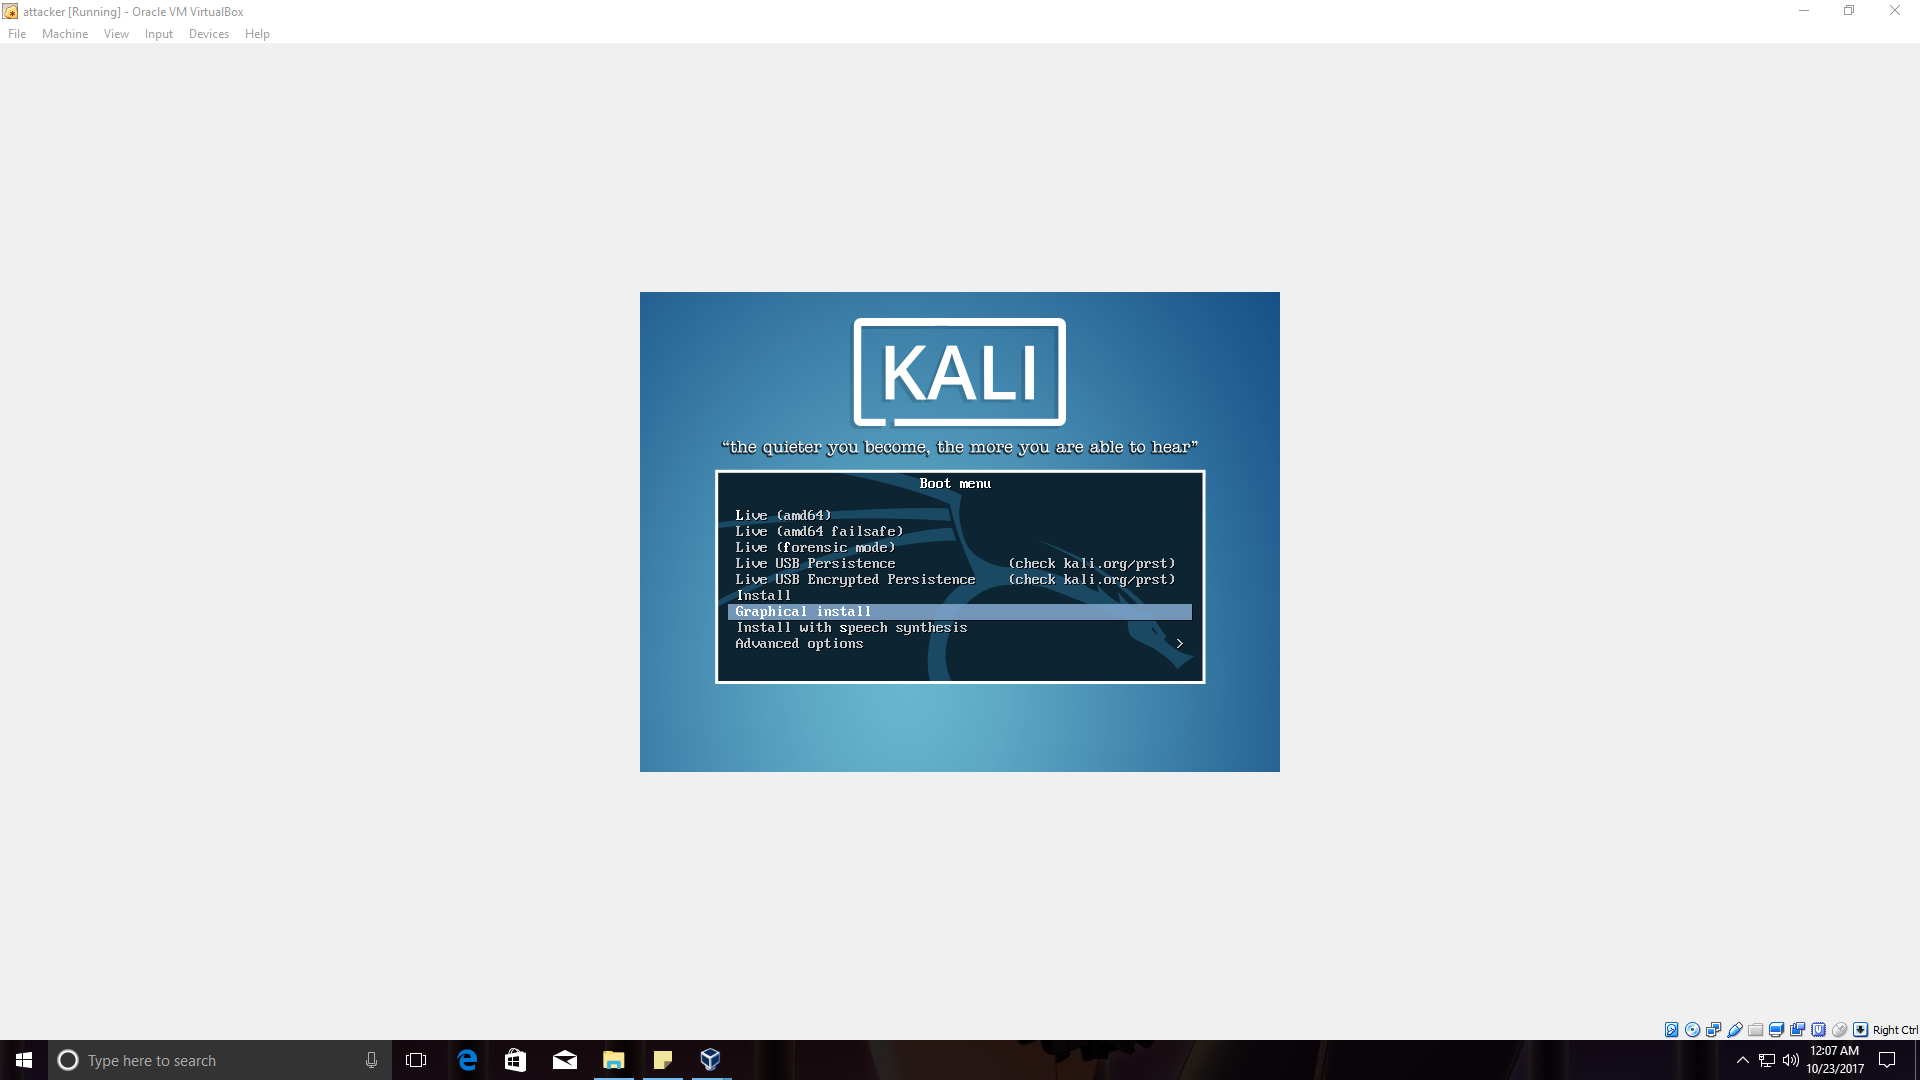 attacker [Running] - Oracle VM VirtualBox
File Machine View Input Devices Help
KALI
“the quieter you become, the more you are able to hear”
Boot menu
Live (amd64)
Live (amd64 failsafe)
Live (forensic mode)
Live USB Persistence (check kali.org/prst)
Live USB Encrypted Persistence (check kali.org/prst)
Install
Graphical install
Install with speech synthesis
Advanced options >
Right Ctrl
Type here to search
12:07 AM
10/23/2017